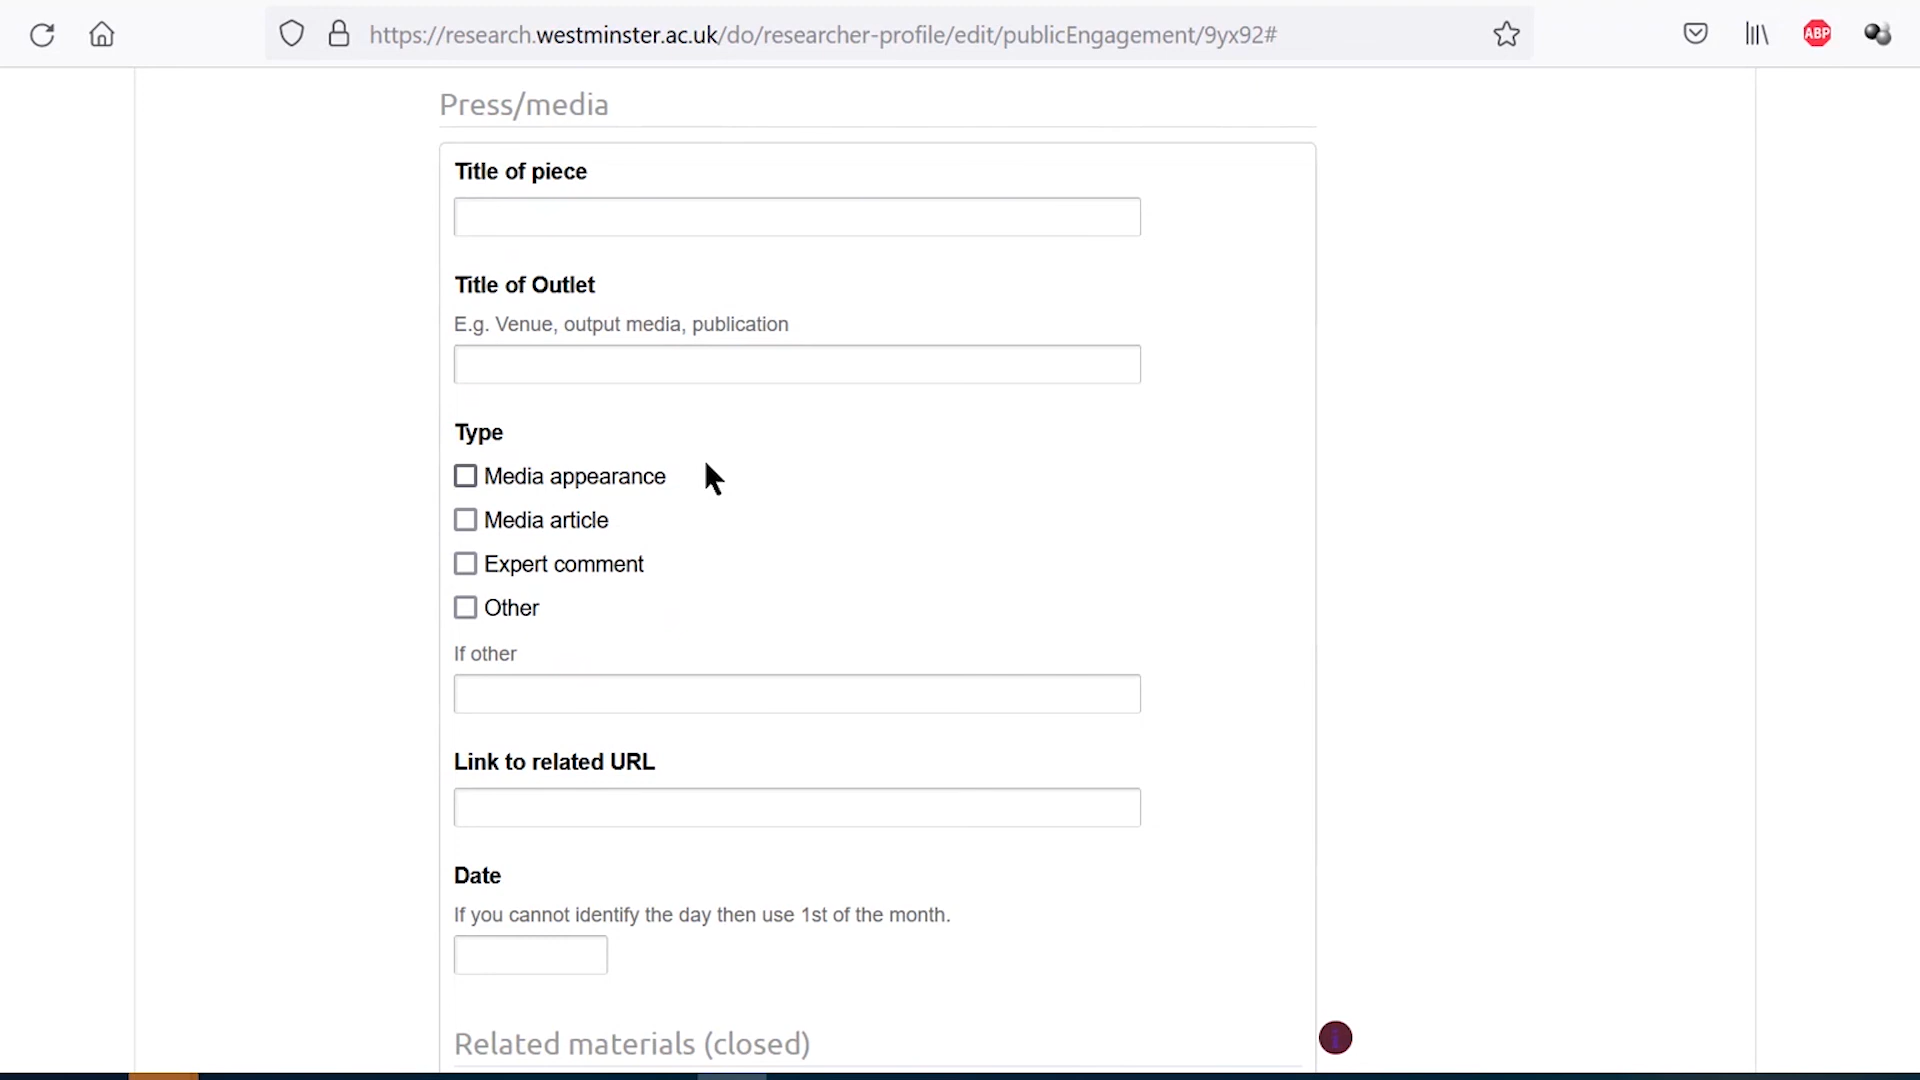 https://research.westminster.ac.uk/do/researcher-profile/edit/publicEngagement/9yx92#
ABP
Press/media
Title of piece
Title of Outlet
E.g. Venue, output media, publication
Type
Media appearance
Media article
Expert comment
Other
If other
Link to related URL
Date
If you cannot identify the day then use 1st of the month.
Related materials (closed)
i